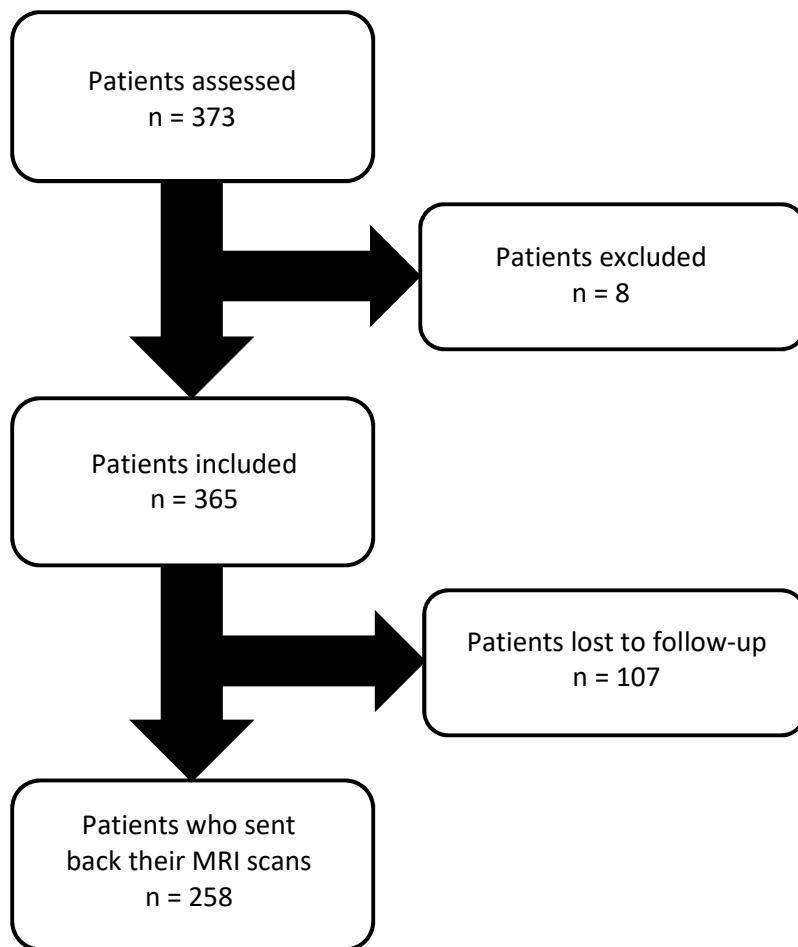 Patients assessed
n = 373
Patients excluded
n = 8
Patients included
n = 365
Patients lost to follow-up
n = 107
Patients who sent
back their MRI scans
n = 258